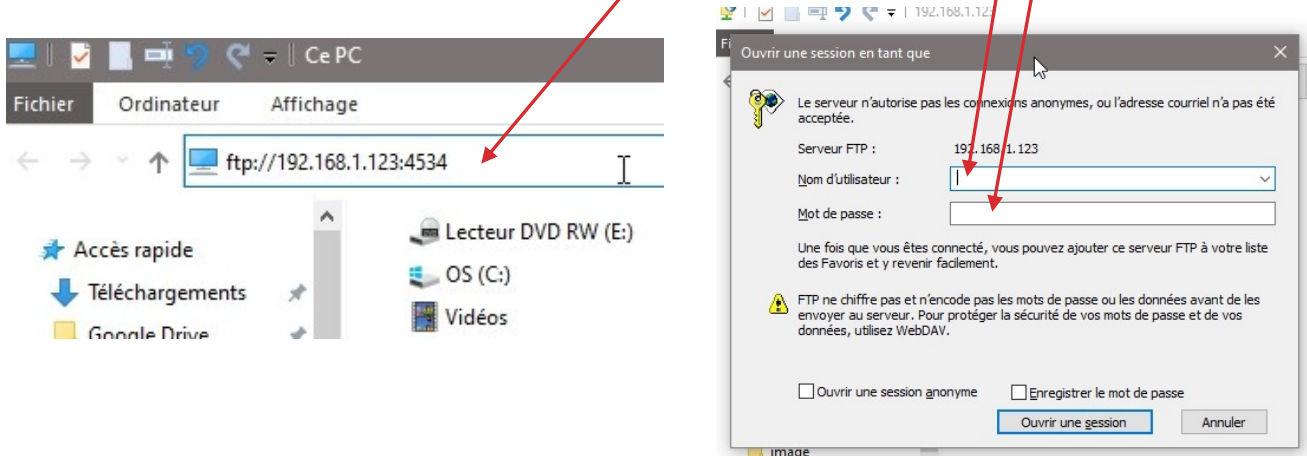 Ce PC
Fichier Ordinateur Affichage
ftp://192.168.1.123:4534
Accès rapide
Téléchargements
Google Drive
Lecteur DVD RW (E:)
OS (C:)
Vidéos
192.168.1.123
Ouvrir une session en tant que
Le serveur n'autorise pas les connexions anonymes, ou l'adresse courriel n'a pas été
acceptée.
Serveur FTP : 192.168.1.123
Nom d'utilisateur :
Mot de passe :
Une fois que vous êtes connecté, vous pouvez ajouter ce serveur FTP à votre liste
des Favoris et y revenir facilement.
FTP ne chiffre pas et n'encode pas les mots de passe ou les données avant de les
envoyer au serveur. Pour protéger la sécurité de vos mots de passe et de vos
données, utilisez WebDAV.
Ouvrir une session anonyme Enregistrer le mot de passe
Ouvrir une session Annuler
image